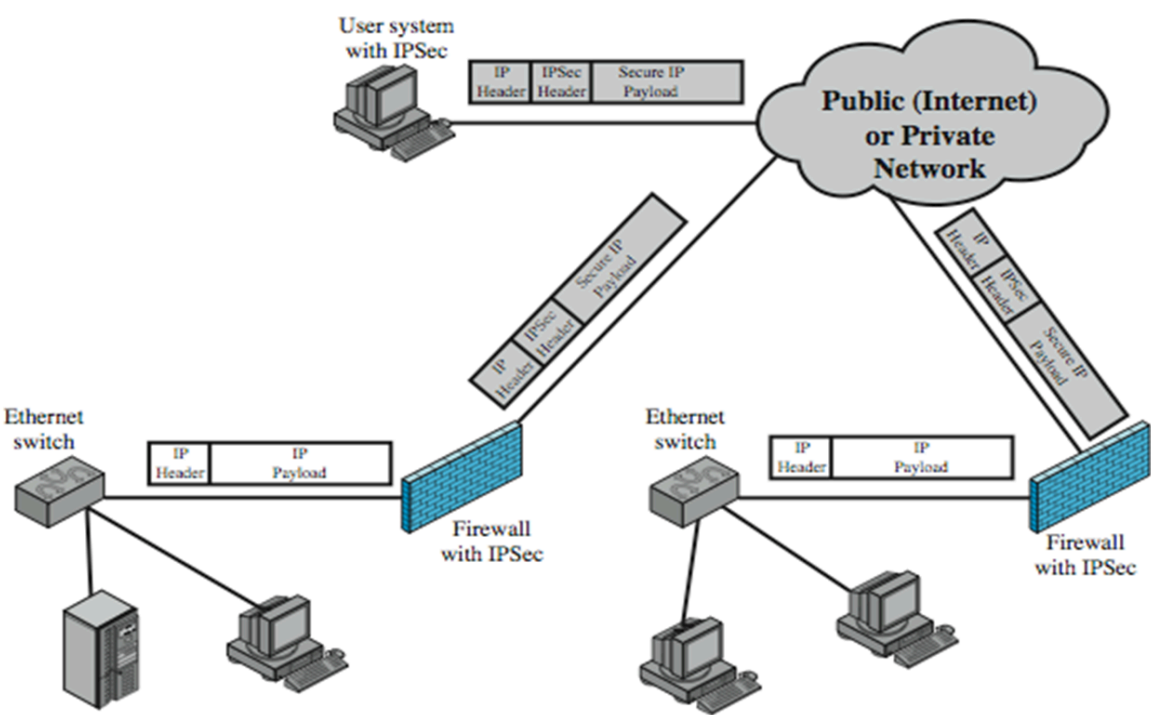 User system
with IPSec
IP
Header
IPSec
Header
Secure IP
Payload
Public (Internet)
or Private
Network
IP
Header
IPSec
Header
Secure IP
Payload
IP
Header
IPSec
Header
Secure IP
Payload
Ethernet
switch
IP
Header
IP
Payload
Firewall
with IPSec
Ethernet
switch
IP
Header
IP
Payload
Firewall
with IPSec